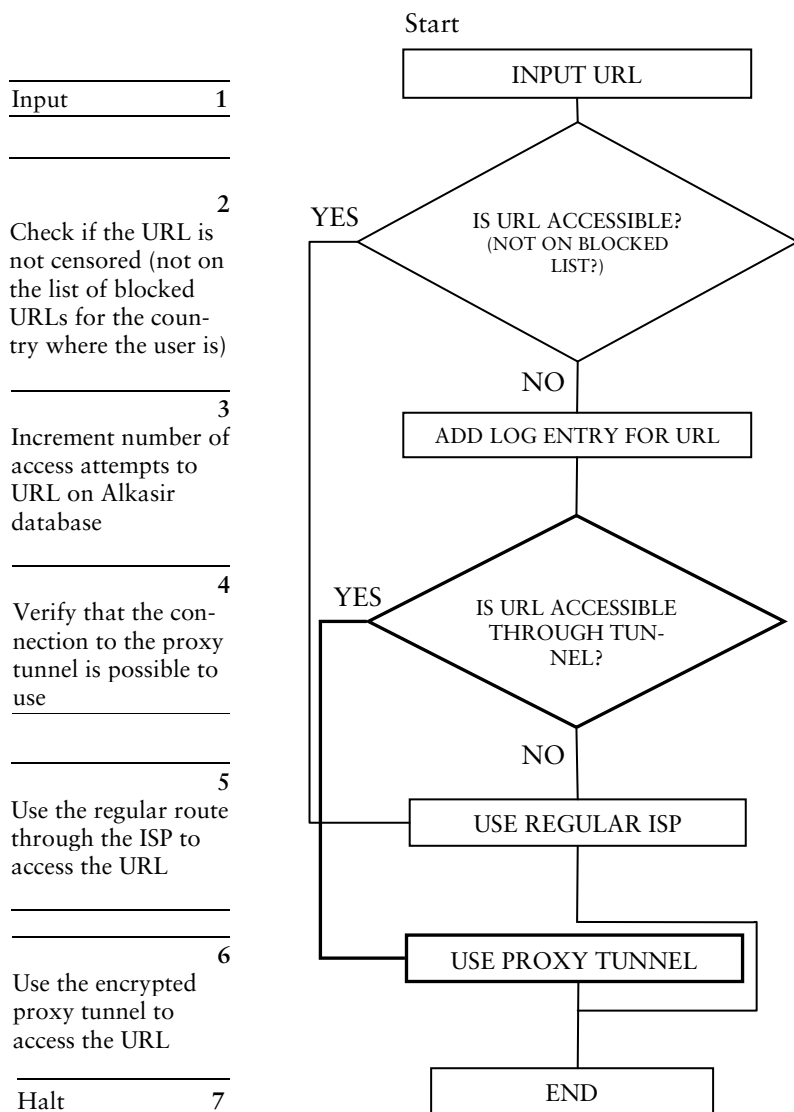 Start
Input 1
INPUT URL
2
Check if the URL is
not censored (not on
the list of blocked
URLs for the coun-
try where the user is)
YES
IS URL ACCESSIBLE?
(NOT ON BLOCKED
LIST?)
NO
3
Increment number of
access attempts to
URL on Alkasir
database
ADD LOG ENTRY FOR URL
4
Verify that the con-
nection to the proxy
tunnel is possible to
use
YES
IS URL ACCESSIBLE
THROUGH TUN-
NEL?
NO
5
Use the regular route
through the ISP to
access the URL
USE REGULAR ISP
6
Use the encrypted
proxy tunnel to
access the URL
USE PROXY TUNNEL
Halt 7
END